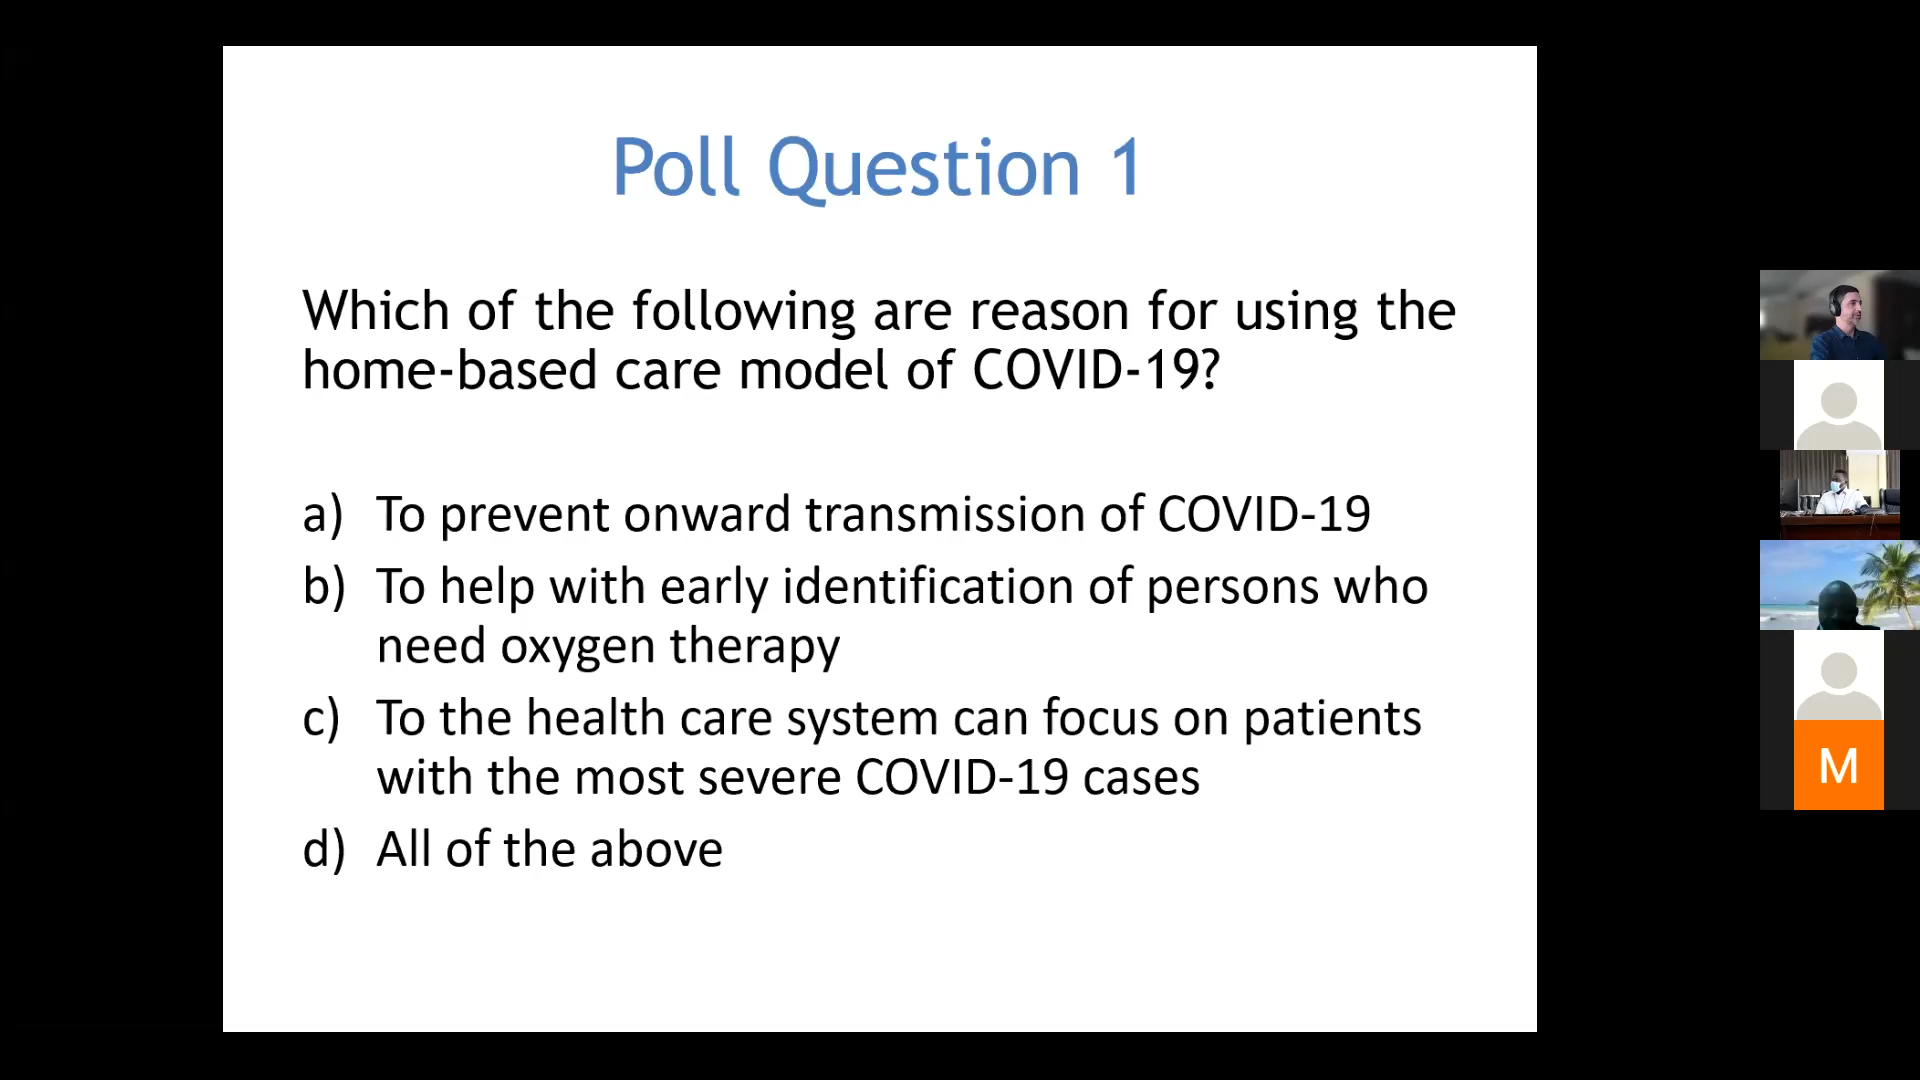 Poll Question 1
Which of the following are reason for using the
home-based care model of COVID-19?
a) To prevent onward transmission of COVID-19
b) To help with early identification of persons who
need oxygen therapy
c) To the health care system can focus on patients
with the most severe COVID-19 cases
d) All of the above
M